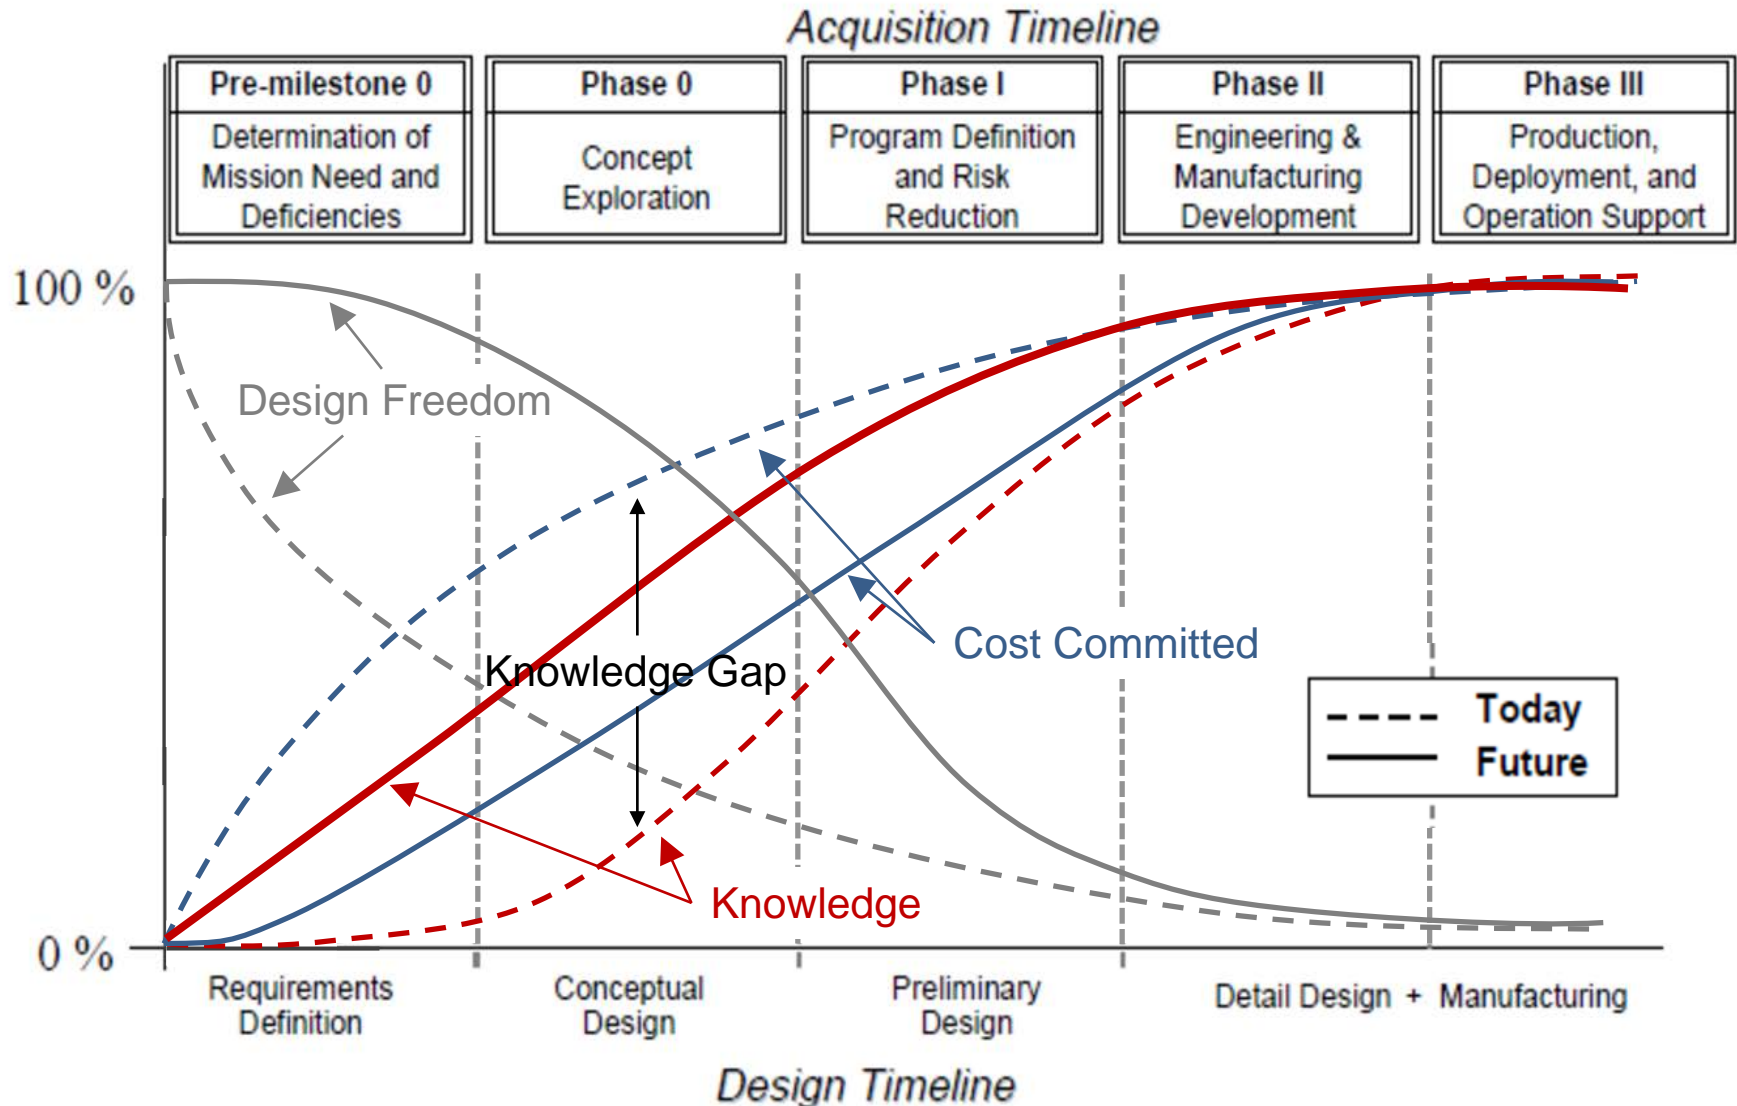 Acquisition Timeline
Pre-milestone 0
Determination of
Mission Need and
Deficiencies
Phase 0
Concept
Exploration
Phase I
Program Definition
and Risk
Reduction
Phase II
Engineering &
Manufacturing
Development
Phase III
Production,
Deployment, and
Operation Support
100 %
Design Freedom
Knowledge Gap
Cost Committed
Knowledge
Today
Future
0 %
Requirements
Definition
Conceptual
Design
Preliminary
Design
Detail Design + Manufacturing
Design Timeline